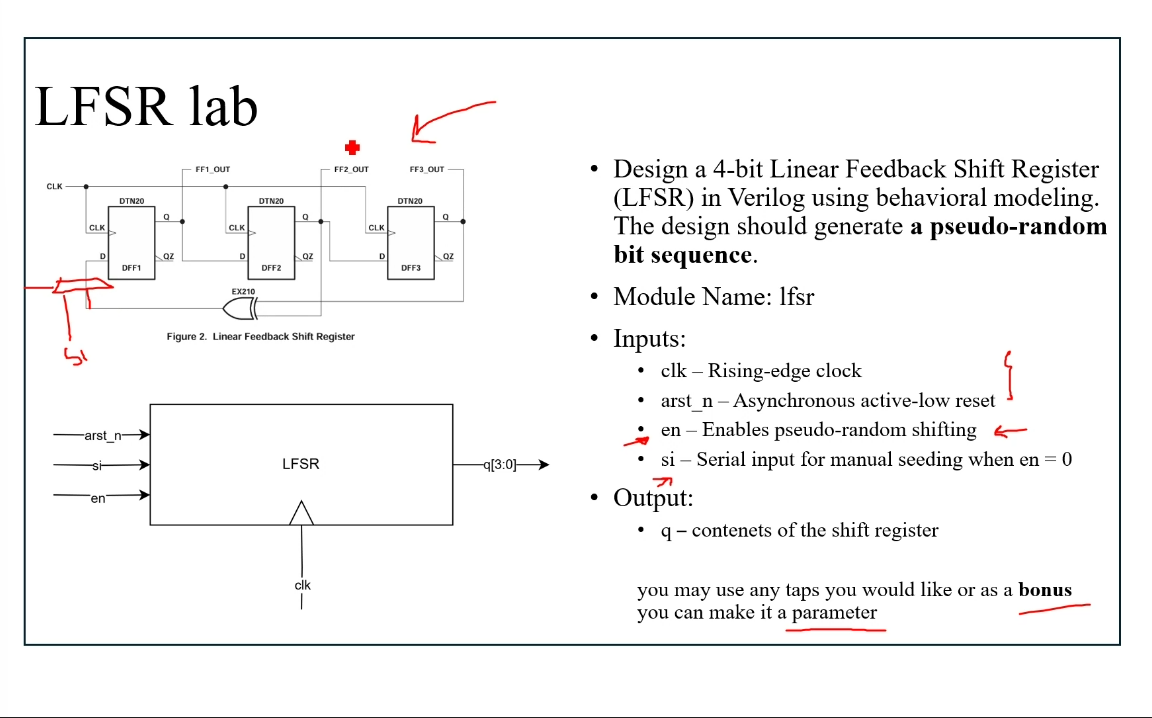 LFSR lab
FF1_OUT
FF2_OUT
FF3_OUT
CLK
DTN20
DTN20
DTN20
Q
Q
Q
CLK
CLK
CLK
D
QZ
D
QZ
D
QZ
DFF1
DFF2
DFF3
EX210
Figure 2. Linear Feedback Shift Register
si
arst_n
si
en
LFSR
q[3:0]
clk
• Design a 4-bit Linear Feedback Shift Register
(LFSR) in Verilog using behavioral modeling.
The design should generate a pseudo-random
bit sequence.
• Module Name: lfsr
• Inputs:
• clk – Rising-edge clock
• arst_n – Asynchronous active-low reset
• en – Enables pseudo-random shifting
• si – Serial input for manual seeding when en = 0
• Output:
• q – contenets of the shift register
you may use any taps you would like or as a bonus
you can make it a parameter